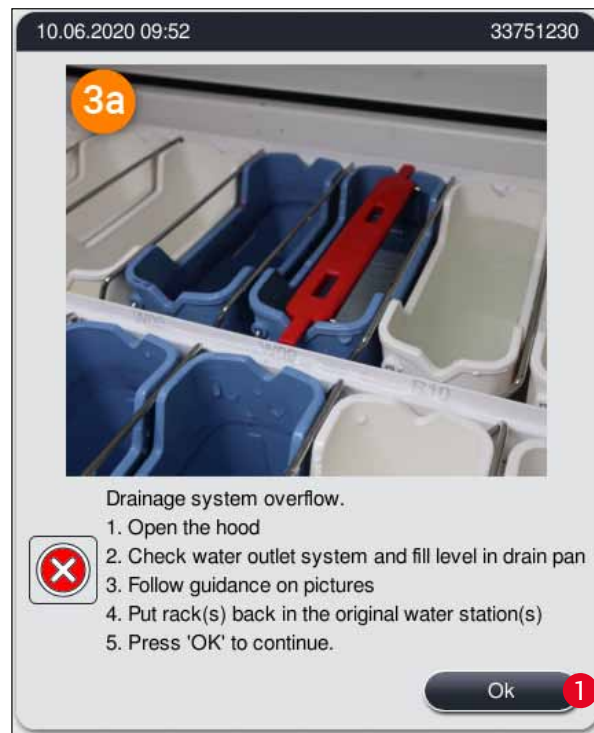 10.06.2020 09:52 33751230
3a
R10
Drainage system overflow.
1. Open the hood
2. Check water outlet system and fill level in drain pan
3. Follow guidance on pictures
4. Put rack(s) back in the original water station(s)
5. Press 'OK' to continue.
Ok 1